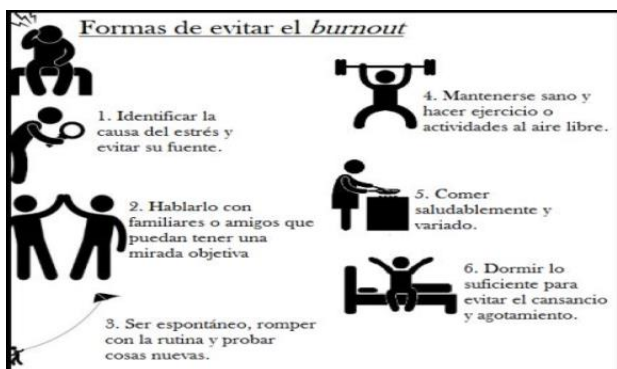 Formas de evitar el burnout
1. Identificar la
causa del estrés y
evitar su fuente.
2. Hablarlo con
familiares o amigos que
puedan tener una
mirada objetiva
3. Ser espontáneo, romper
con la rutina y probar
cosas nuevas.
4. Mantenerse sano y
hacer ejercicio o
actividades al aire libre.
5. Comer
saludablemente y
variado.
6. Dormir lo
suficiente para
evitar el cansancio
y agotamiento.